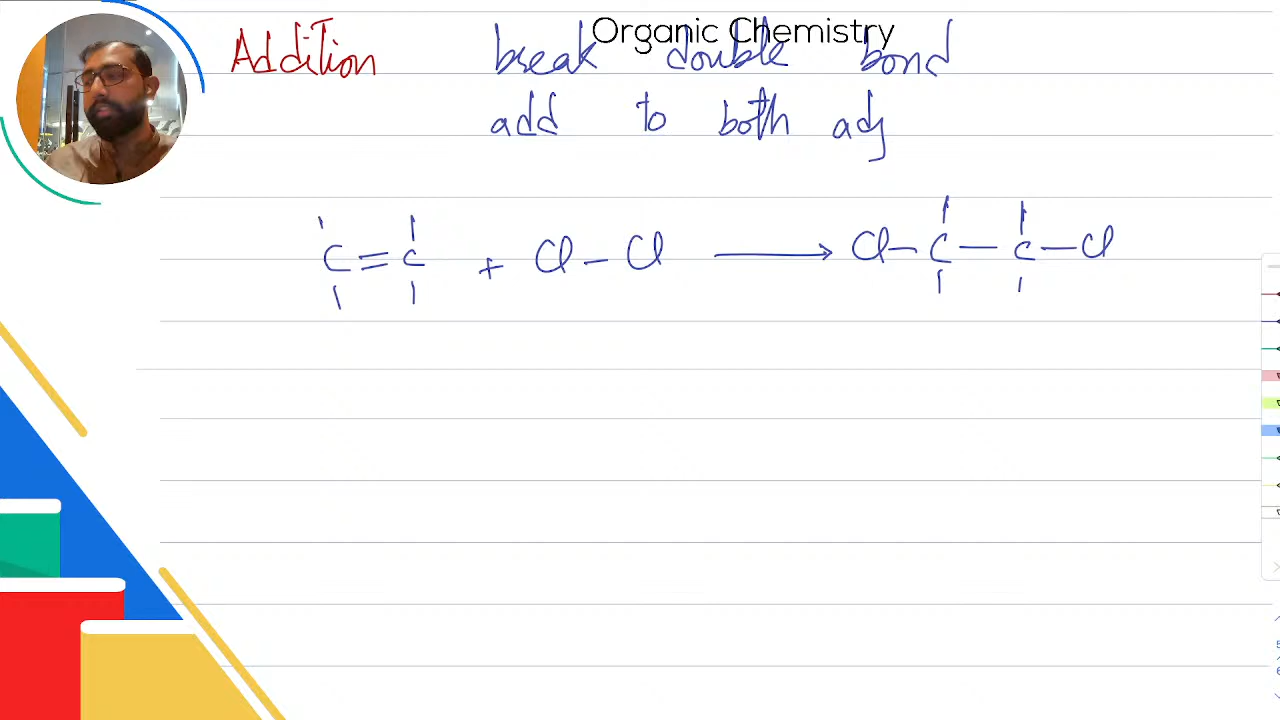 Organic Chemistry
Addition break double bond
add to both adj
C = C + Cl – Cl → Cl – C – C – Cl